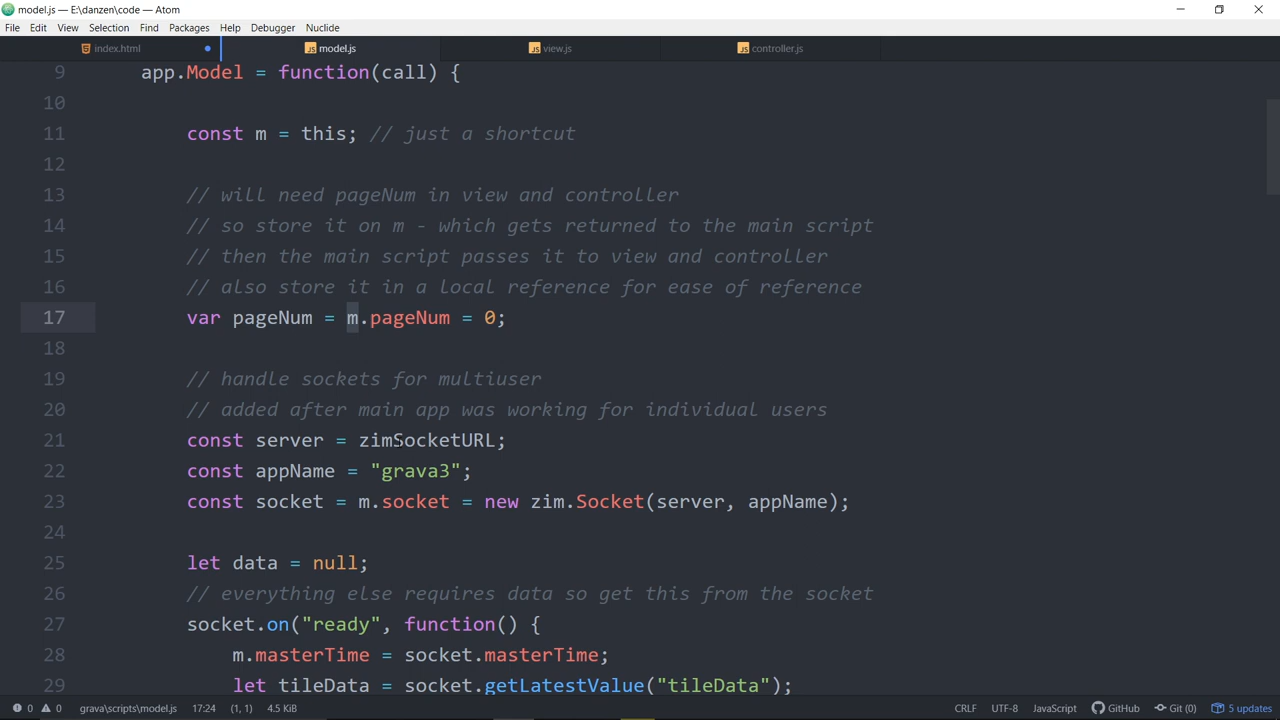 model.js — E:\danzen\code — Atom
File Edit View Selection Find Packages Help Debugger Nuclide
index.html model.js view.js controller.js
9 app.Model = function(call) {
10
11 const m = this; // just a shortcut
12
13 // will need pageNum in view and controller
14 // so store it on m - which gets returned to the main script
15 // then the main script passes it to view and controller
16 // also store it in a local reference for ease of reference
17 var pageNum = m.pageNum = 0;
18
19 // handle sockets for multiuser
20 // added after main app was working for individual users
21 const server = zimSocketURL;
22 const appName = "grava3";
23 const socket = m.socket = new zim.Socket(server, appName);
24
25 let data = null;
26 // everything else requires data so get this from the socket
27 socket.on("ready", function() {
28 m.masterTime = socket.masterTime;
29 let tileData = socket.getLatestValue("tileData");
0 0 grava\scripts\model.js 17:24 (1, 1) 4.5 KiB CRLF UTF-8 JavaScript GitHub Git (0) 5 updates